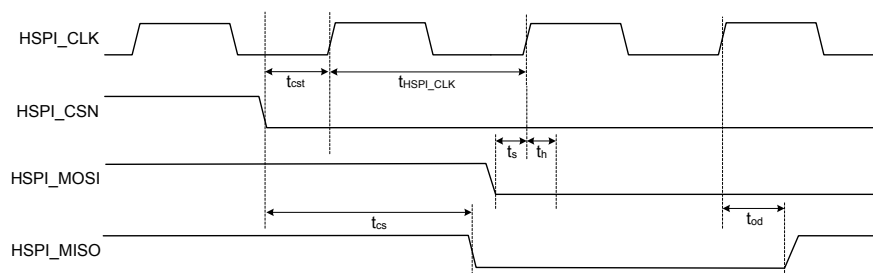 HSPI_CLK
tcst
tHSPI_CLK
HSPI_CSN
ts
th
HSPI_MOSI
tcs
tod
HSPI_MISO